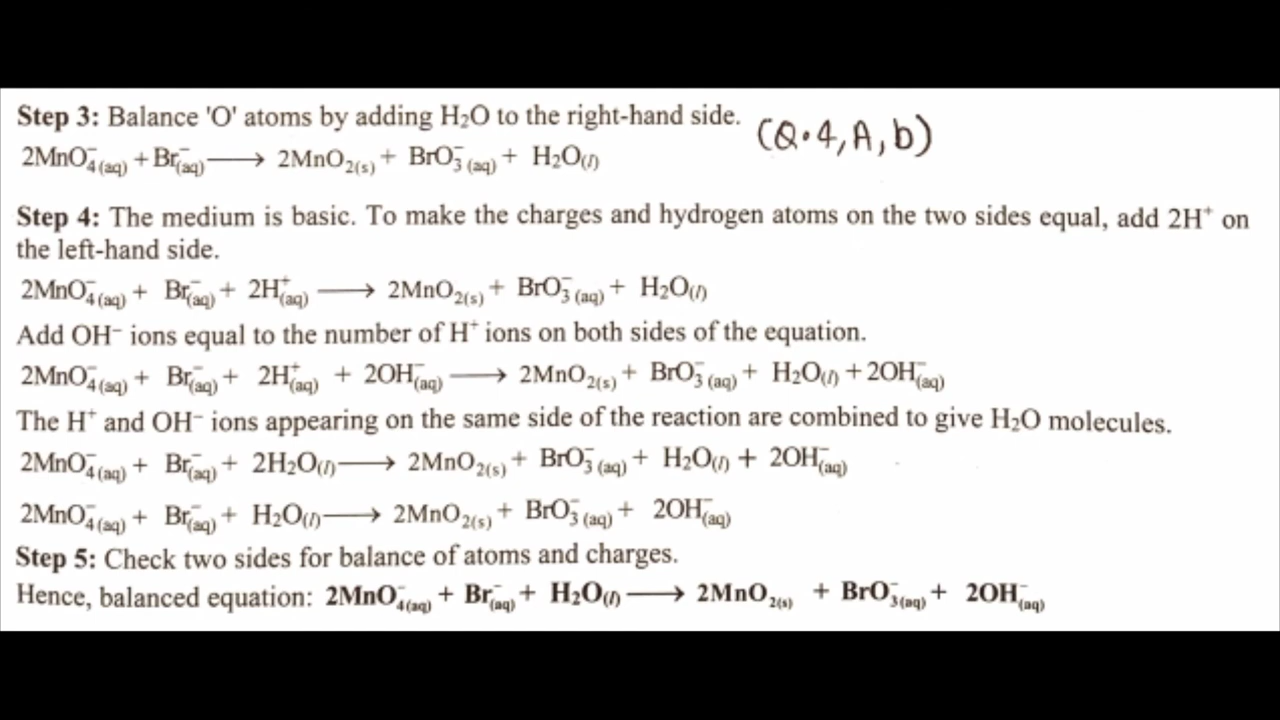 Step 3: Balance 'O' atoms by adding H₂O to the right-hand side.
(Q.4,A,b)
2MnO₄⁻(aq) + Br⁻(aq) ⟶ 2MnO₂(s) + BrO₃⁻(aq) + H₂O(l)
Step 4: The medium is basic. To make the charges and hydrogen atoms on the two sides equal, add 2H⁺ on
the left-hand side.
2MnO₄⁻(aq) + Br⁻(aq) + 2H⁺(aq) ⟶ 2MnO₂(s) + BrO₃⁻(aq) + H₂O(l)
Add OH⁻ ions equal to the number of H⁺ ions on both sides of the equation.
2MnO₄⁻(aq) + Br⁻(aq) + 2H⁺(aq) + 2OH⁻(aq) ⟶ 2MnO₂(s) + BrO₃⁻(aq) + H₂O(l) + 2OH⁻(aq)
The H⁺ and OH⁻ ions appearing on the same side of the reaction are combined to give H₂O molecules.
2MnO₄⁻(aq) + Br⁻(aq) + 2H₂O(l) ⟶ 2MnO₂(s) + BrO₃⁻(aq) + H₂O(l) + 2OH⁻(aq)
2MnO₄⁻(aq) + Br⁻(aq) + H₂O(l) ⟶ 2MnO₂(s) + BrO₃⁻(aq) + 2OH⁻(aq)
Step 5: Check two sides for balance of atoms and charges.
Hence, balanced equation: 2MnO₄⁻(aq) + Br⁻(aq) + H₂O(l) ⟶ 2MnO₂(s) + BrO₃⁻(aq) + 2OH⁻(aq)